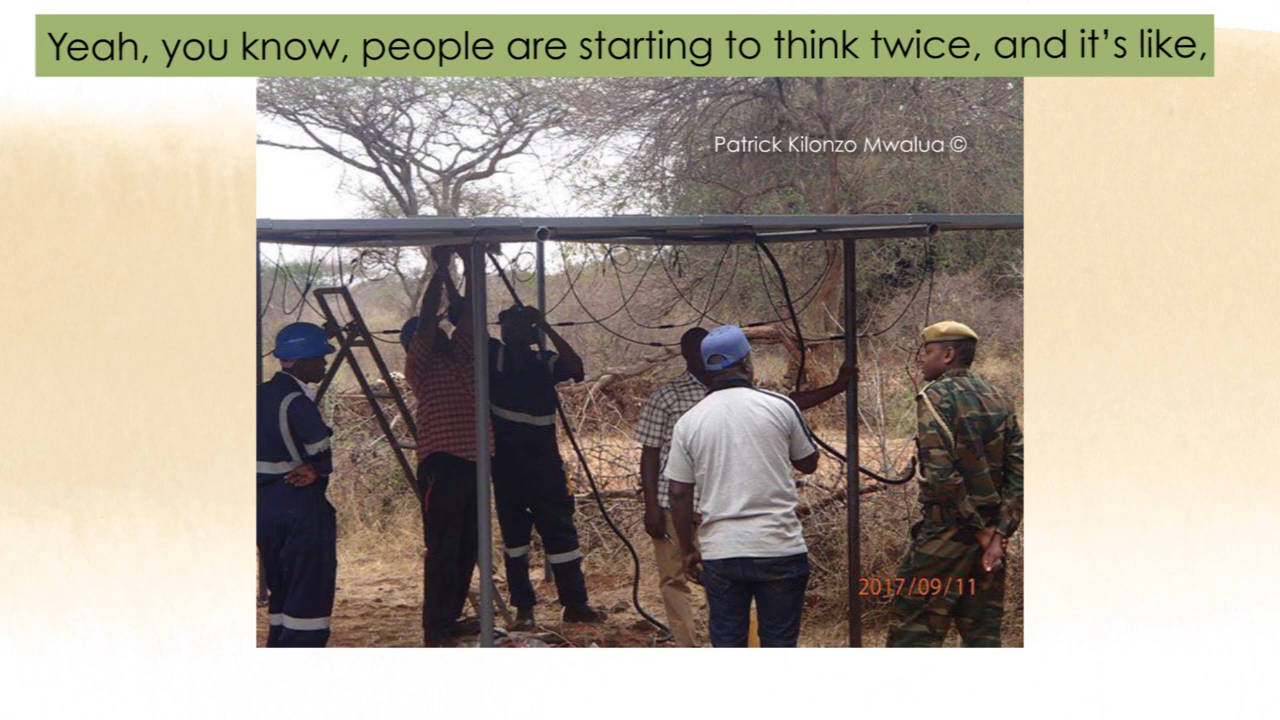 Yeah, you know, people are starting to think twice, and it's like,
Patrick Kilonzo Mwalua ©
2017/09/11